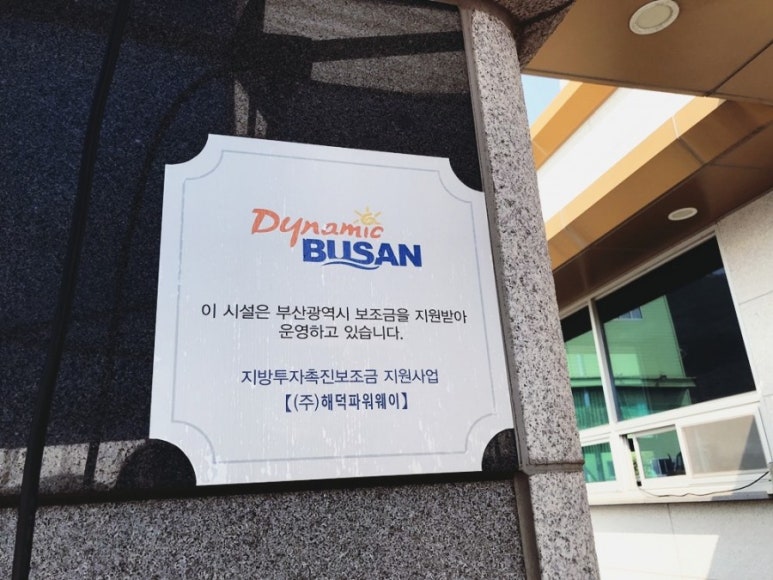 Dynamic
BUSAN
이 시설은 부산광역시 보조금을 지원받아
운영하고 있습니다.
지방투자촉진보조금 지원사업
【(주)해덕파워웨이】